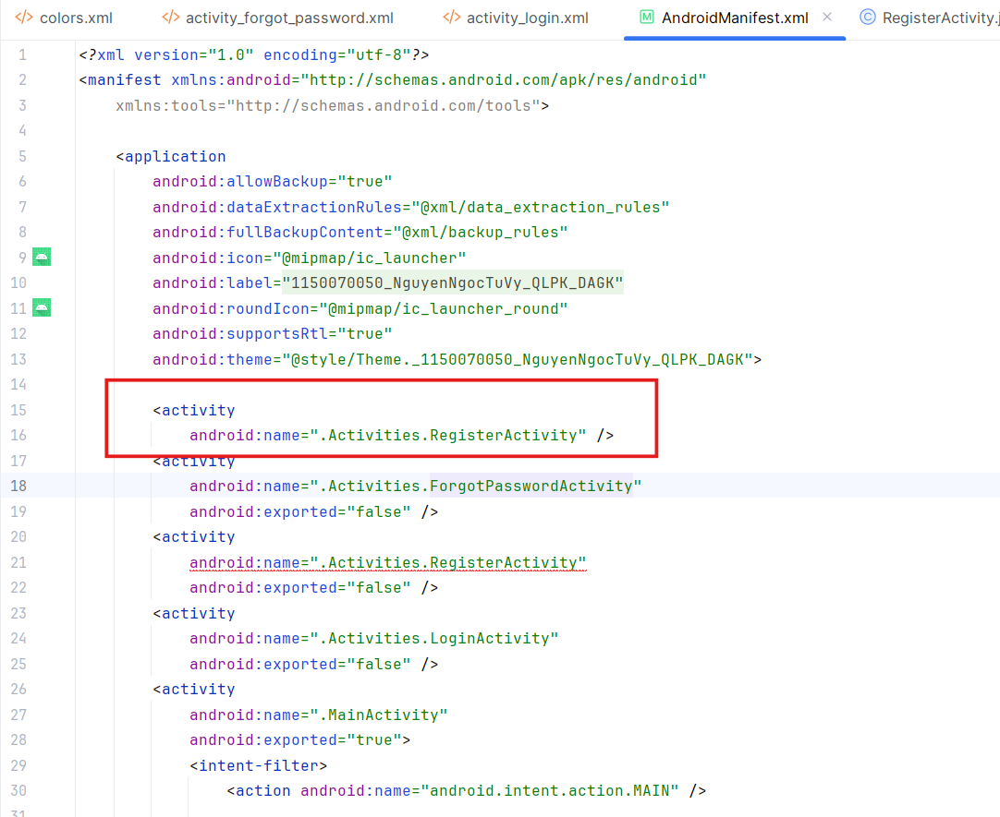 colors.xml activity_forgot_password.xml activity_login.xml AndroidManifest.xml RegisterActivity.j
1 <?xml version="1.0" encoding="utf-8"?>
2 <manifest xmlns:android="http://schemas.android.com/apk/res/android"
3 xmlns:tools="http://schemas.android.com/tools">
4
5 <application
6 android:allowBackup="true"
7 android:dataExtractionRules="@xml/data_extraction_rules"
8 android:fullBackupContent="@xml/backup_rules"
9 android:icon="@mipmap/ic_launcher"
10 android:label="1150070050_NguyenNgocTuVy_QLPK_DAGK"
11 android:roundIcon="@mipmap/ic_launcher_round"
12 android:supportsRtl="true"
13 android:theme="@style/Theme._1150070050_NguyenNgocTuVy_QLPK_DAGK">
14
15 <activity
16 android:name=".Activities.RegisterActivity" />
17 <activity
18 android:name=".Activities.ForgotPasswordActivity"
19 android:exported="false" />
20 <activity
21 android:name=".Activities.RegisterActivity"
22 android:exported="false" />
23 <activity
24 android:name=".Activities.LoginActivity"
25 android:exported="false" />
26 <activity
27 android:name=".MainActivity"
28 android:exported="true">
29 <intent-filter>
30 <action android:name="android.intent.action.MAIN" />
31